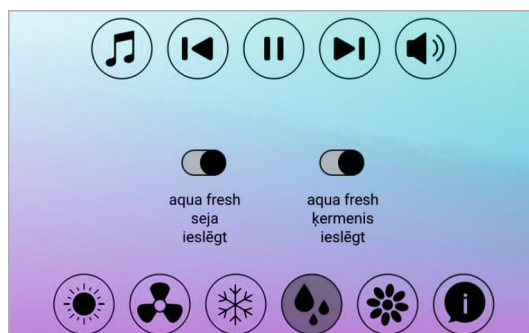 aqua fresh
seja
ieslēgt
aqua fresh
ķermenis
ieslēgt